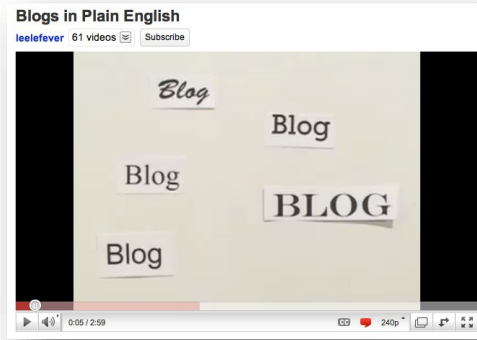 Blogs in Plain English
leelefever 61 videos Subscribe
Blog
Blog
Blog
BLOG
Blog
0:05 / 2:59 CC 240p